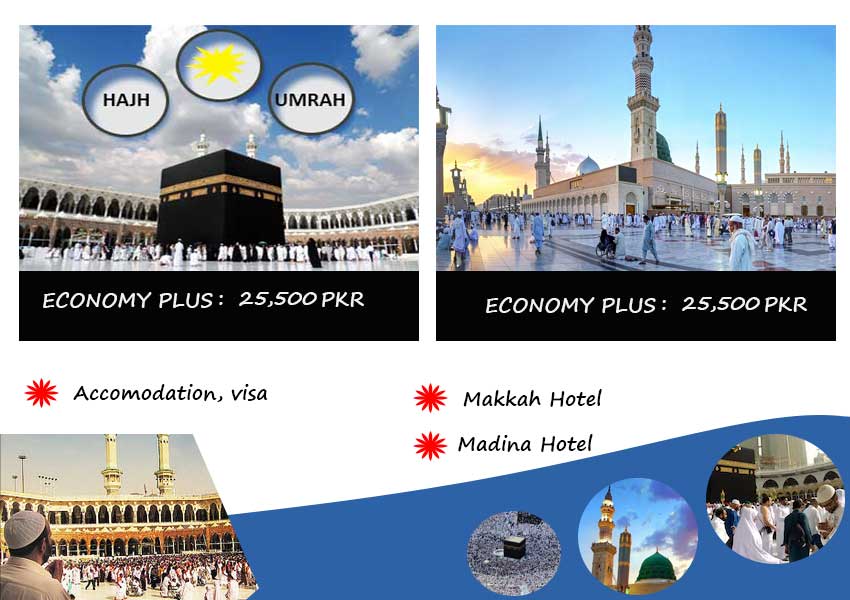 HAJH
UMRAH
ECONOMY PLUS: 25,500 PKR
ECONOMY PLUS: 25,500 PKR
Accomodation, visa
Makkah Hotel
Madina Hotel